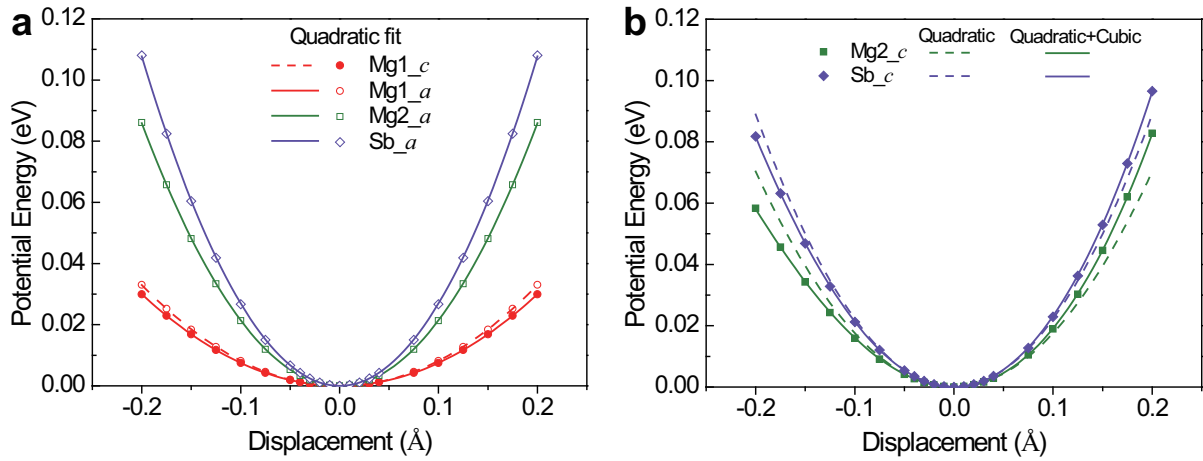 a
Quadratic fit
Mg1_c
Mg1_a
Mg2_a
Sb_a
0.12
0.10
0.08
0.06
0.04
0.02
0.00
-0.2 -0.1 0.0 0.1 0.2
Potential Energy (eV)
Displacement (Å)
b
Quadratic Quadratic+Cubic
Mg2_c
Sb_c
0.12
0.10
0.08
0.06
0.04
0.02
0.00
-0.2 -0.1 0.0 0.1 0.2
Potential Energy (eV)
Displacement (Å)